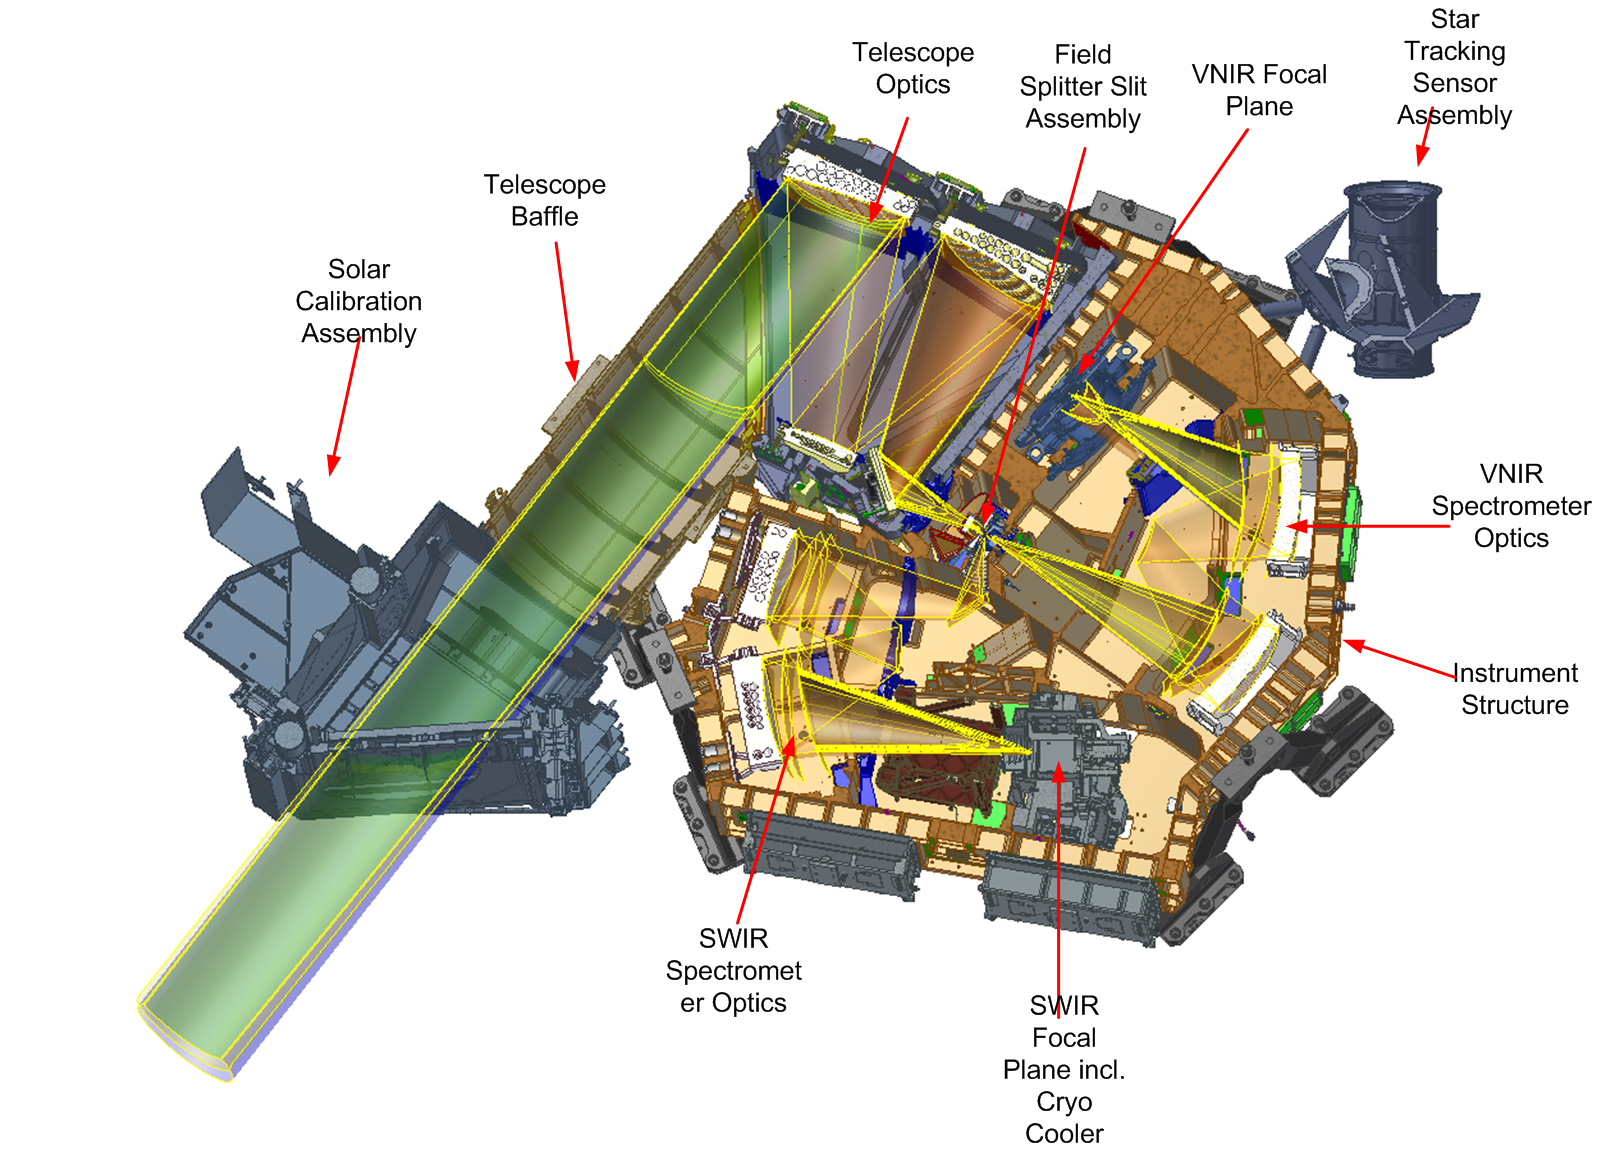 Star
Tracking
Sensor
Assembly
Field
Splitter Slit
Assembly
Telescope
Optics
VNIR Focal
Plane
Telescope
Baffle
Solar
Calibration
Assembly
VNIR
Spectrometer
Optics
Instrument
Structure
SWIR
Spectromet
er Optics
SWIR
Focal
Plane incl.
Cryo
Cooler